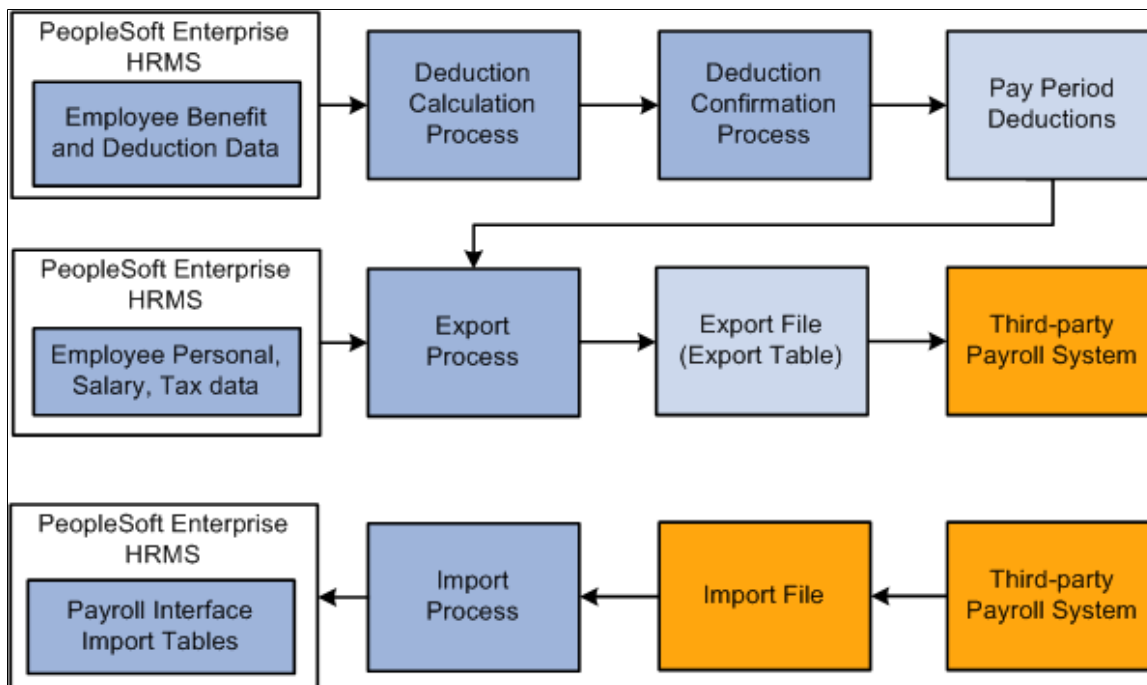 PeopleSoft Enterprise
HRMS
Employee Benefit
and Deduction Data
Deduction
Calculation
Process
Deduction
Confirmation
Process
Pay Period
Deductions
PeopleSoft Enterprise
HRMS
Employee Personal,
Salary, Tax data
Export
Process
Export File
(Export Table)
Third-party
Payroll System
PeopleSoft Enterprise
HRMS
Payroll Interface
Import Tables
Import
Process
Import File
Third-party
Payroll System